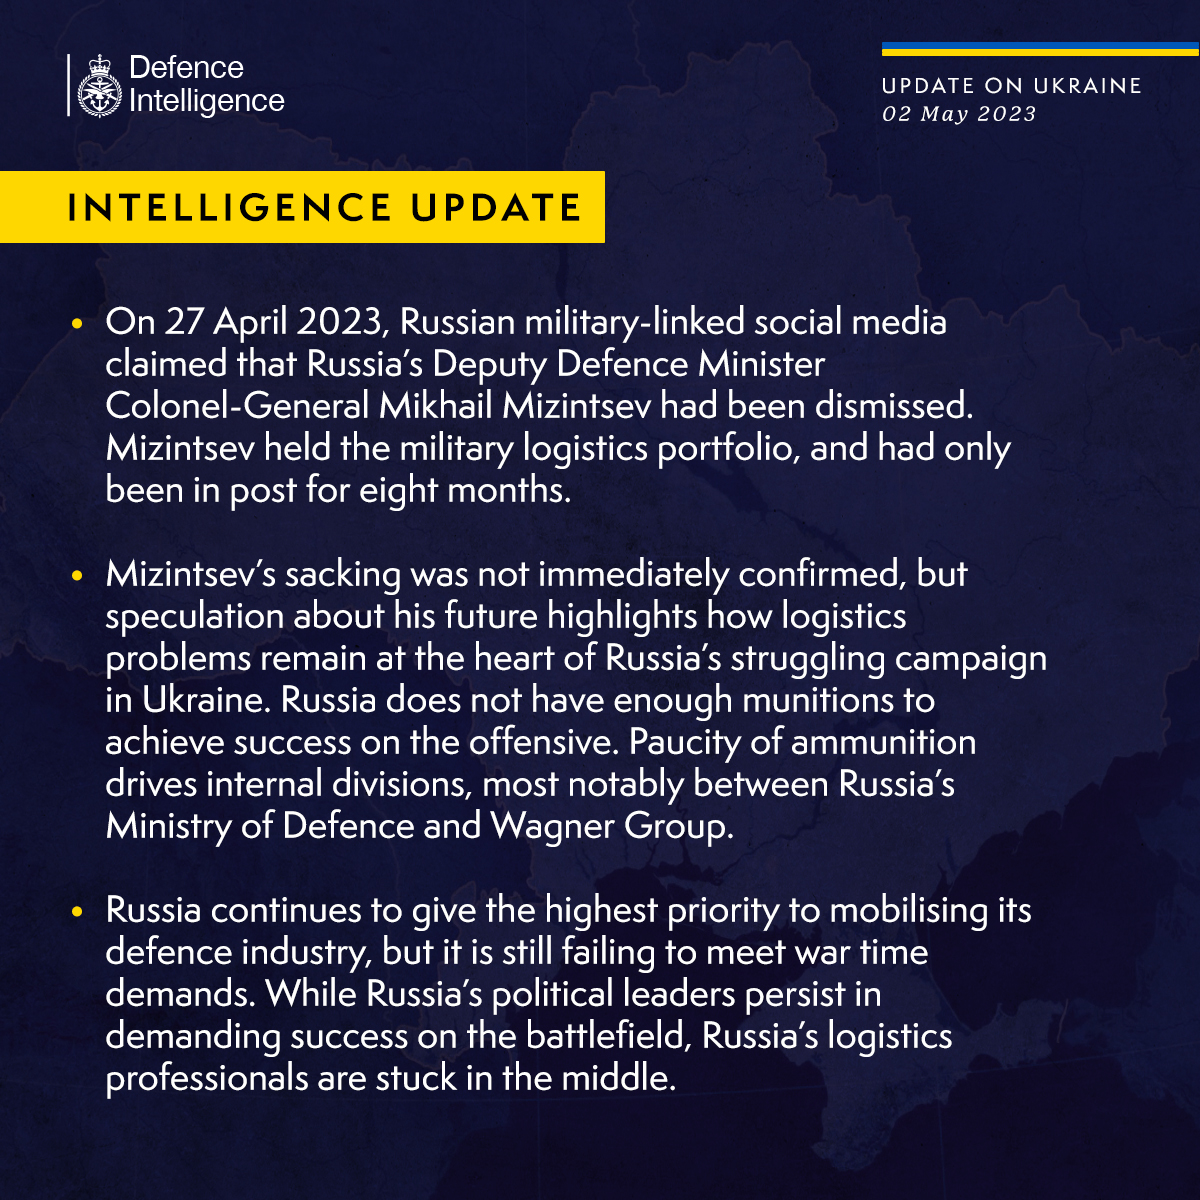 Defence
Intelligence
UPDATE ON UKRAINE
02 May 2023
INTELLIGENCE UPDATE
• On 27 April 2023, Russian military-linked social media
claimed that Russia’s Deputy Defence Minister
Colonel-General Mikhail Mizintsev had been dismissed.
Mizintsev held the military logistics portfolio, and had only
been in post for eight months.
• Mizintsev’s sacking was not immediately confirmed, but
speculation about his future highlights how logistics
problems remain at the heart of Russia’s struggling campaign
in Ukraine. Russia does not have enough munitions to
achieve success on the offensive. Paucity of ammunition
drives internal divisions, most notably between Russia’s
Ministry of Defence and Wagner Group.
• Russia continues to give the highest priority to mobilising its
defence industry, but it is still failing to meet war time
demands. While Russia’s political leaders persist in
demanding success on the battlefield, Russia’s logistics
professionals are stuck in the middle.